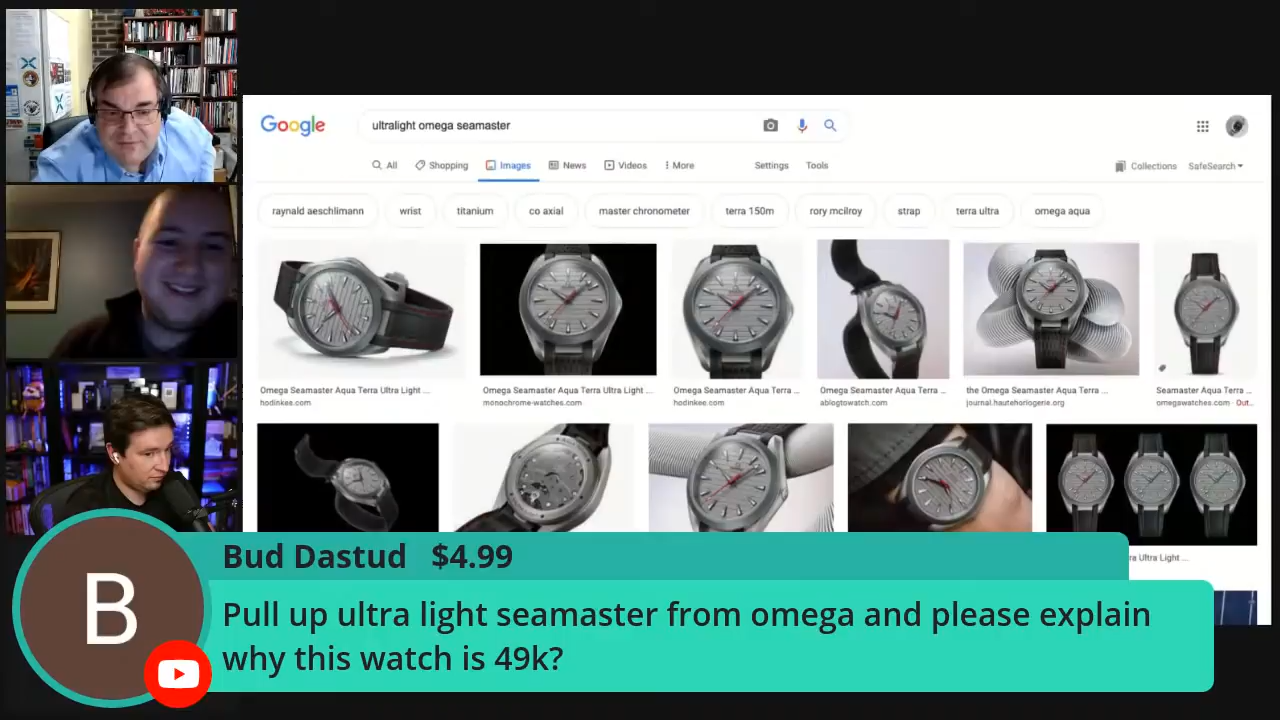 Google
ultralight omega seamaster
All
Shopping
Images
News
Videos
More
Settings
Tools
Collections
SafeSearch
raynald aeschlimann
wrist
titanium
co axial
master chronometer
terra 150m
rory mcilroy
strap
terra ultra
omega aqua
Omega Seamaster Aqua Terra Ultra Light ...
hodinkee.com
Omega Seamaster Aqua Terra Ultra Light ...
monochrome-watches.com
Omega Seamaster Aqua Terra ...
hodinkee.com
Omega Seamaster Aqua Terra ...
ablogtowatch.com
the Omega Seamaster Aqua Terra ...
journal.hautehorlogerie.org
Seamaster Aqua Terra ...
omegawatches.com · Out...
ra Ultra Light ...
B
Bud Dastud $4.99
Pull up ultra light seamaster from omega and please explain
why this watch is 49k?